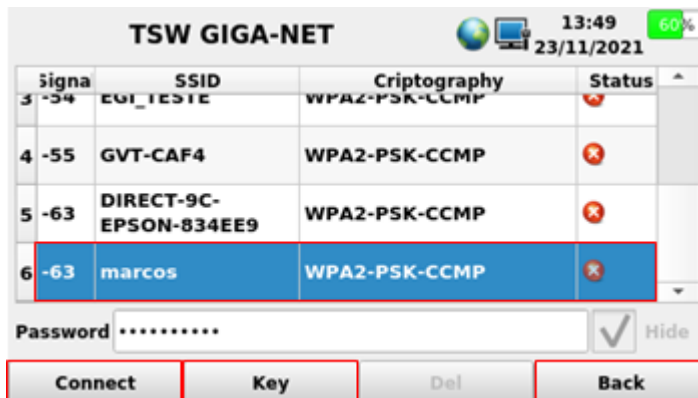 TSW GIGA-NET
13:49
23/11/2021
60%
Signal SSID Criptography Status
3 -54 EGI_TESTE WPA2-PSK-CCMP
4 -55 GVT-CAF4 WPA2-PSK-CCMP
5 -63 DIRECT-9C-
EPSON-834EE9 WPA2-PSK-CCMP
6 -63 marcos WPA2-PSK-CCMP
Password •••••••••• Hide
Connect Key Del Back